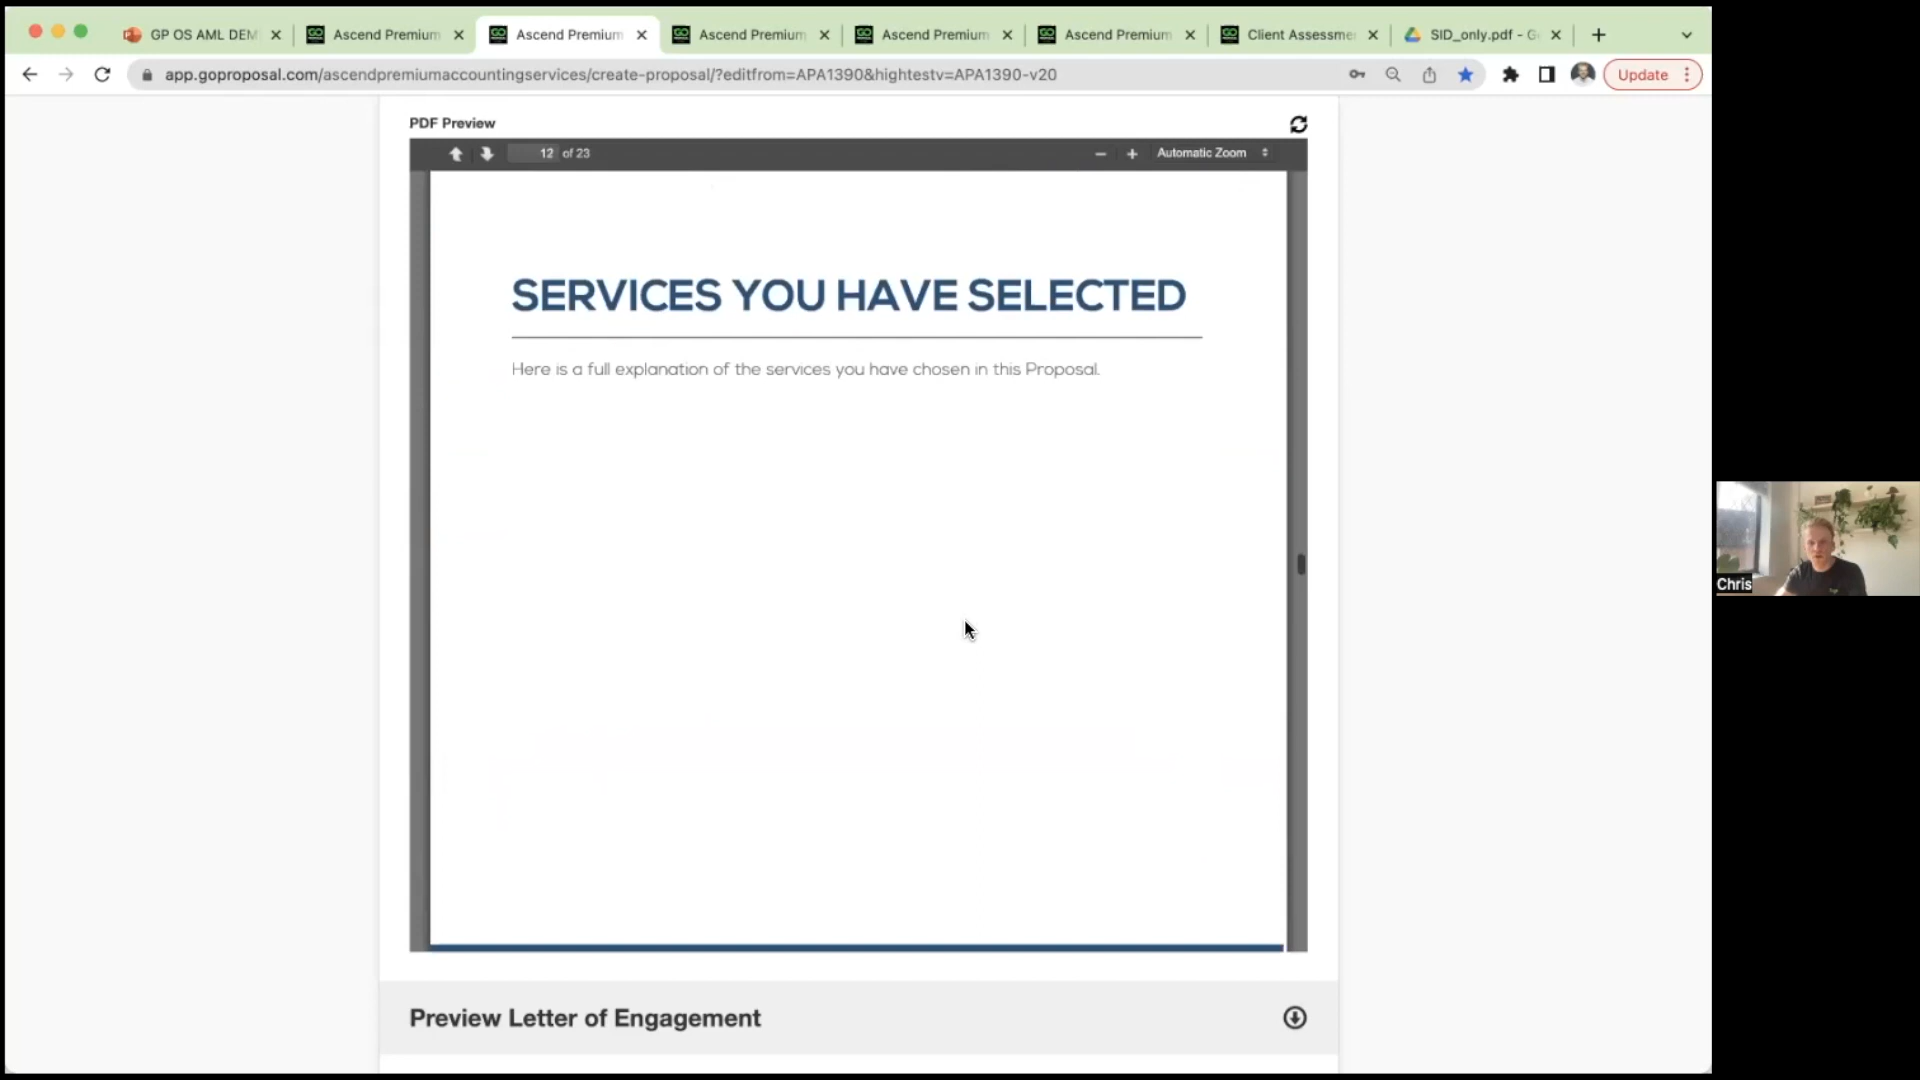 GP OS AML DEM
Ascend Premium
Ascend Premium
Ascend Premium
Ascend Premium
Ascend Premium
Client Assessme
SID_only.pdf - G
app.goproposal.com/ascendpremiumaccountingservices/create-proposal/?editfrom=APA1390&hightestv=APA1390-v20
Update
PDF Preview
12 of 23
Automatic Zoom
SERVICES YOU HAVE SELECTED
Here is a full explanation of the services you have chosen in this Proposal.
Chris
Preview Letter of Engagement